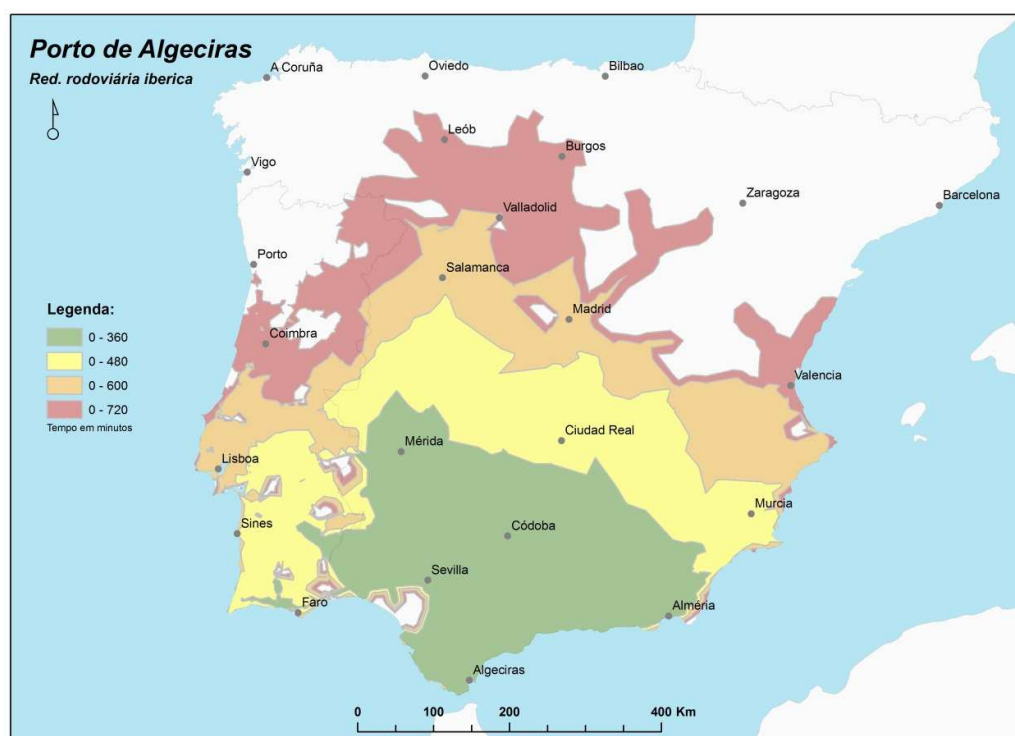 Porto de Algeciras
Red. rodoviária iberica
A Coruña
Oviedo
Bilbao
Leób
Burgos
Vigo
Zaragoza
Barcelona
Valladolid
Porto
Salamanca
Madrid
Legenda:
0 - 360
0 - 480
0 - 600
0 - 720
Tempo em minutos
Coimbra
Valencia
Ciudad Real
Mérida
Lisboa
Murcia
Sines
Córdoba
Sevilla
Faro
Alméria
Algeciras
0 100 200 400 Km